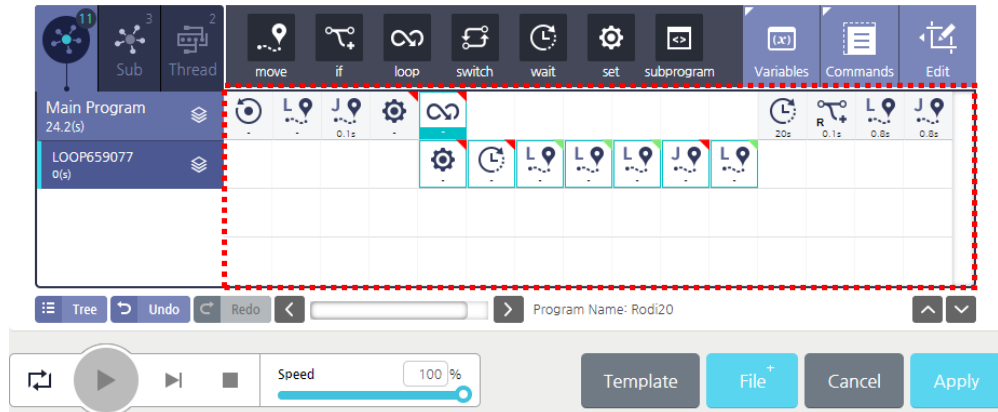 11
3
2
Sub
Thread
move
if
loop
switch
wait
set
subprogram
(x)
Variables
Commands
Edit
Main Program
24.2(s)
L
J
R
L
J
-
-
0.1s
-
-
20s
0.1s
0.8s
0.8s
LOOP659077
0(s)
L
L
L
J
L
-
-
-
-
-
-
-
Tree
Undo
Redo
Program Name: Rodi20
Speed
100 %
Template
File +
Cancel
Apply